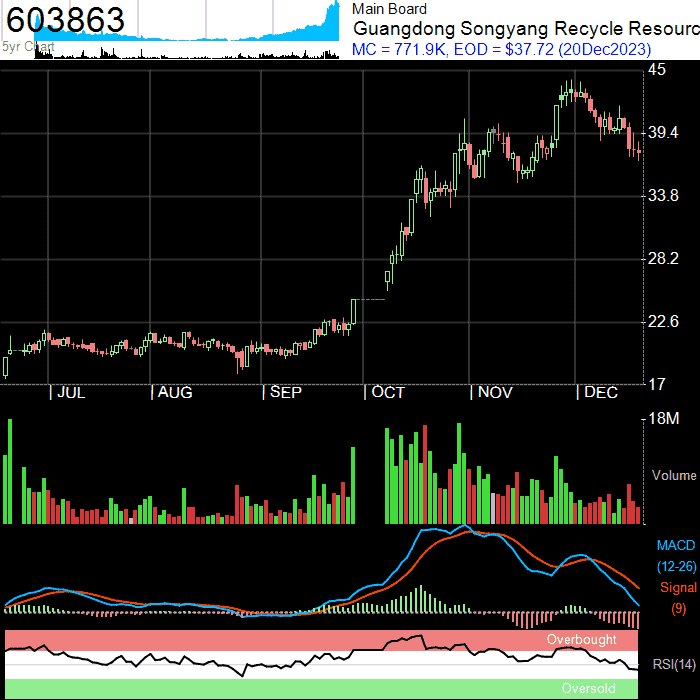 603863
5yr Chart
Main Board
Guangdong Songyang Recycle Resourc
MC = 771.9K, EOD = $37.72 (20Dec2023)
45
39.4
33.8
28.2
22.6
17
JUL
AUG
SEP
OCT
NOV
DEC
18M
Volume
MACD
(12-26)
Signal
(9)
Overbought
RSI(14)
Oversold